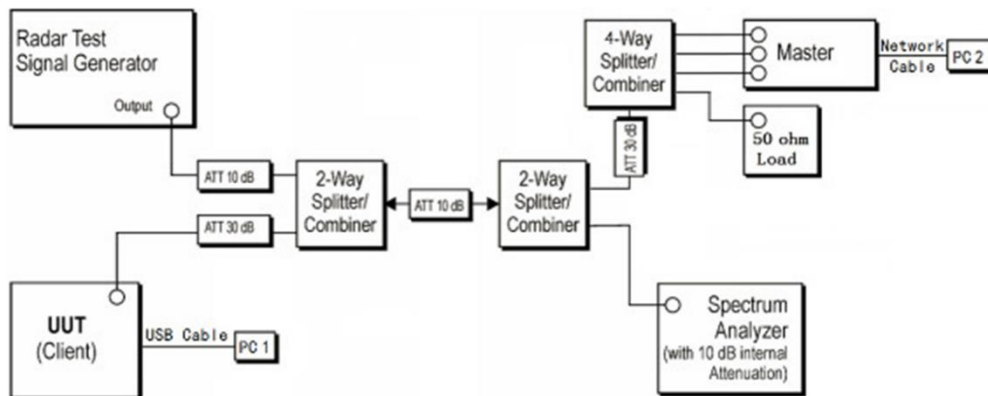 Radar Test
Signal Generator
Output
ATT 10 dB
ATT 30 dB
2-Way
Splitter/
Combiner
ATT 10 dB
2-Way
Splitter/
Combiner
4-Way
Splitter/
Combiner
ATT 30 dB
Master
Network
Cable
PC 2
50 ohm
Load
UUT
(Client)
USB Cable
PC 1
Spectrum
Analyzer
(with 10 dB internal
Attenuation)